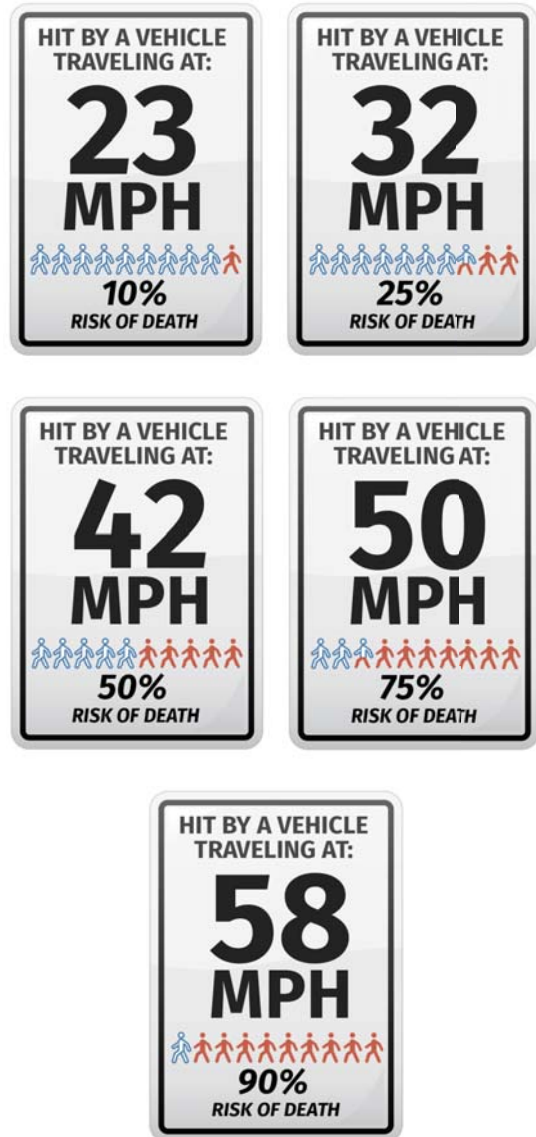 HIT BY A VEHICLE
TRAVELING AT:
23
MPH
10%
RISK OF DEATH
HIT BY A VEHICLE
TRAVELING AT:
32
MPH
25%
RISK OF DEATH
HIT BY A VEHICLE
TRAVELING AT:
42
MPH
50%
RISK OF DEATH
HIT BY A VEHICLE
TRAVELING AT:
50
MPH
75%
RISK OF DEATH
HIT BY A VEHICLE
TRAVELING AT:
58
MPH
90%
RISK OF DEATH